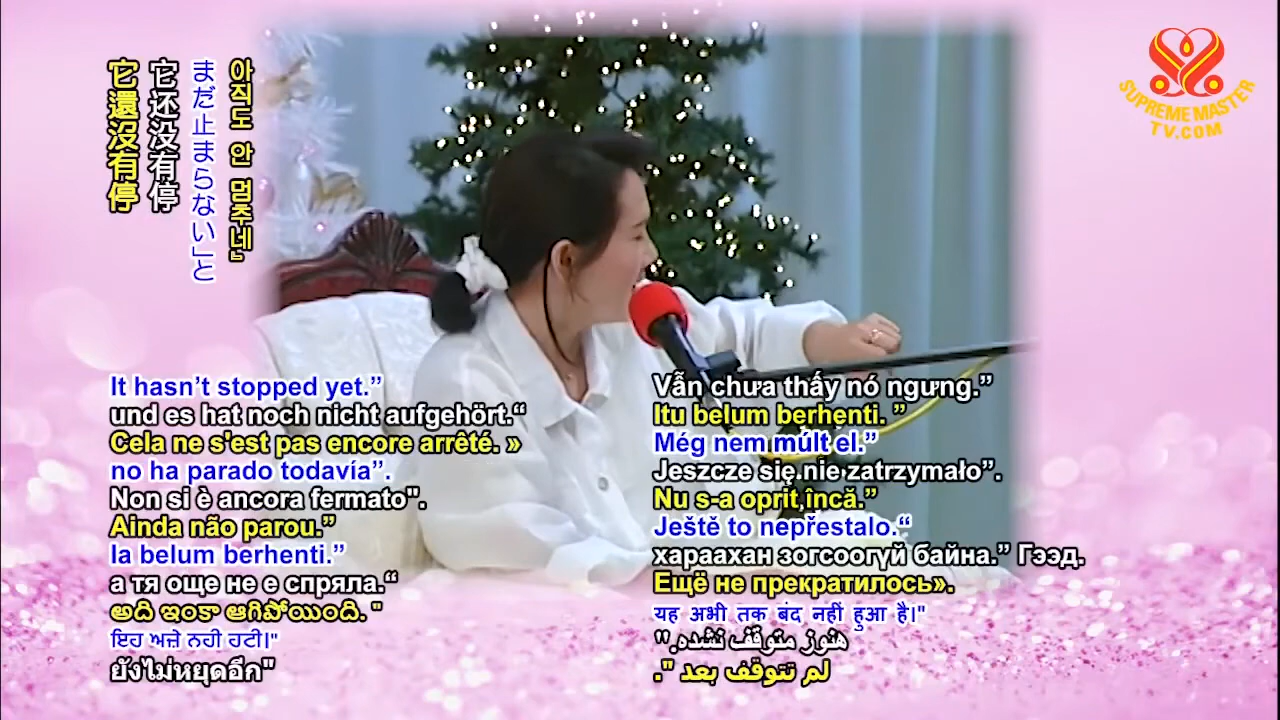 아직도 안 멈추네』
まだ止まらない」と
它还没有停
它還沒有停
SUPREME MASTER
TV.COM
It hasn’t stopped yet.”
und es hat noch nicht aufgehört.“
Cela ne s'est pas encore arrêté. »
no ha parado todavía”.
Non si è ancora fermato".
Ainda não parou.”
Ia belum berhenti.”
а тя още не е спряла.“
అది ఇంకా ఆగిపోయింది. "
ਇਹ ਅਜੇ ਨਹੀ ਹਟੀ।"
ยังไม่หยุดอีก"
Vẫn chưa thấy nó ngưng.”
Itu belum berhenti. ”
Még nem múlt el.”
Jeszcze się nie zatrzymało”.
Nu s-a oprit încă.”
Ještě to nepřestalo.“
хараахан зогсоогүй байна.” Гээд.
Ещё не прекратилось».
यह अभी तक बंद नहीं हुआ है।"
هنوز متوقف نشده."
لم تتوقف بعد ".